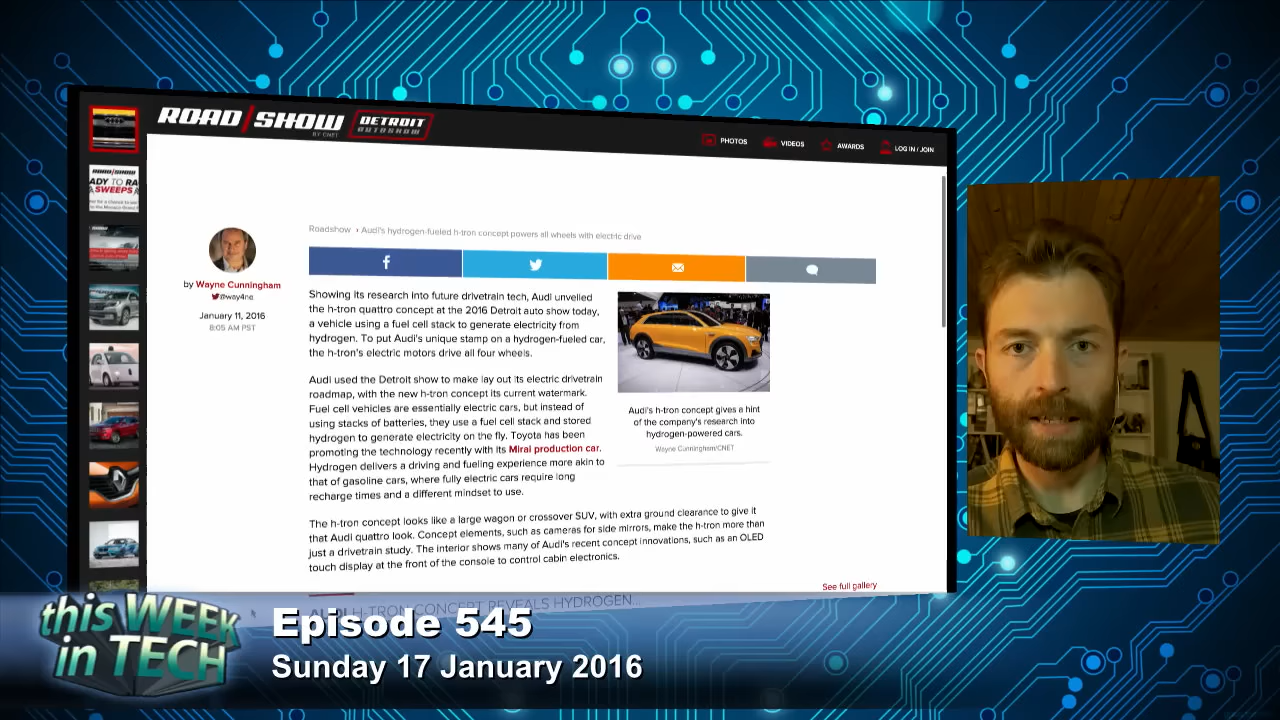 ROAD/SHOW
BY CNET
DETROIT
AUTOSHOW
PHOTOS
VIDEOS
AWARDS
LOG IN / JOIN
ROAD/SHOW
ADY TO RA
SWEEPS
Roadshow › Audi's hydrogen-fueled h-tron concept powers all wheels with electric drive
by Wayne Cunningham
@way4ne
January 11, 2016
8:05 AM PST
Showing its research into future drivetrain tech, Audi unveiled
the h-tron quattro concept at the 2016 Detroit auto show today,
a vehicle using a fuel cell stack to generate electricity from
hydrogen. To put Audi's unique stamp on a hydrogen-fueled car,
the h-tron's electric motors drive all four wheels.
Audi used the Detroit show to make lay out its electric drivetrain
roadmap, with the new h-tron concept its current watermark.
Fuel cell vehicles are essentially electric cars, but instead of
using stacks of batteries, they use a fuel cell stack and stored
hydrogen to generate electricity on the fly. Toyota has been
promoting the technology recently with its Mirai production car.
Hydrogen delivers a driving and fueling experience more akin to
that of gasoline cars, where fully electric cars require long
recharge times and a different mindset to use.
Audi's h-tron concept gives a hint
of the company's research into
hydrogen-powered cars.
Wayne Cunningham/CNET
The h-tron concept looks like a large wagon or crossover SUV, with extra ground clearance to give it
that Audi quattro look. Concept elements, such as cameras for side mirrors, make the h-tron more than
just a drivetrain study. The interior shows many of Audi's recent concept innovations, such as an OLED
touch display at the front of the console to control cabin electronics.
See full gallery
AUDI H-TRON CONCEPT REVEALS HYDROGEN...
this WEEK
in TECH
Episode 545
Sunday 17 January 2016